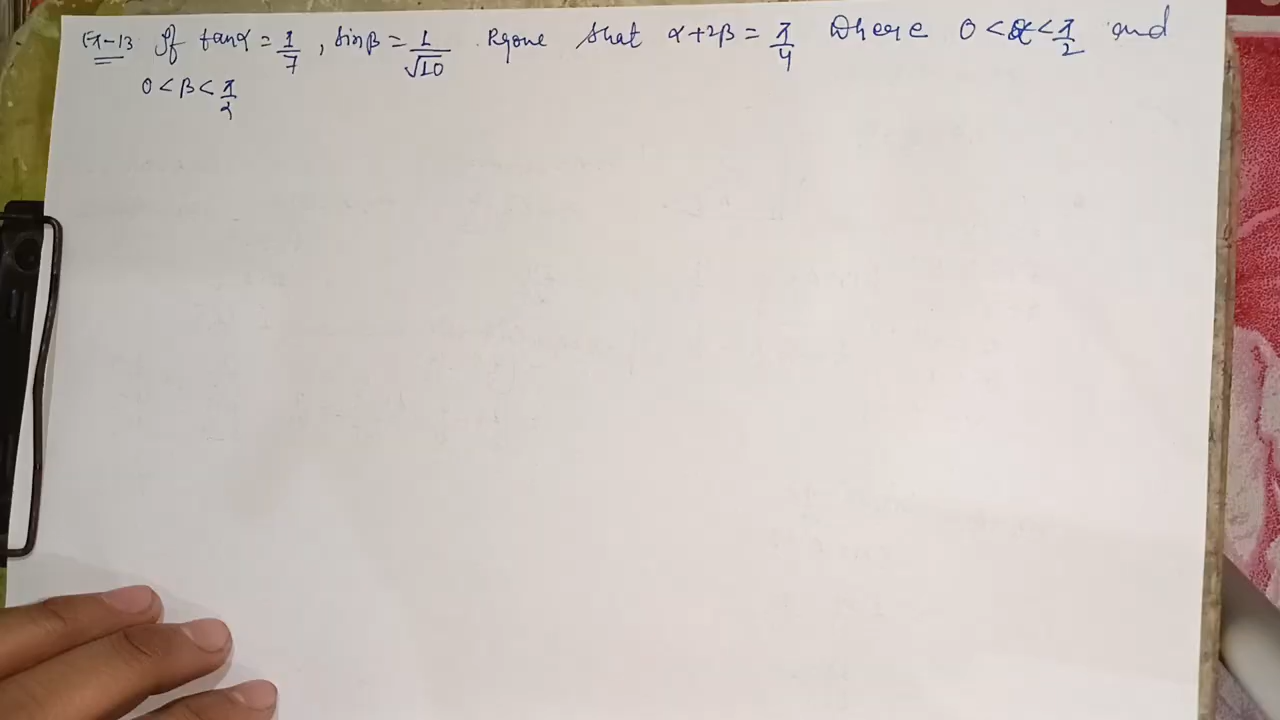 Ex-13 If tanα = 1/7, sinβ = 1/√10. Prove that α+2β = π/4 where 0 < α < π/2 and
0 < β < π/2